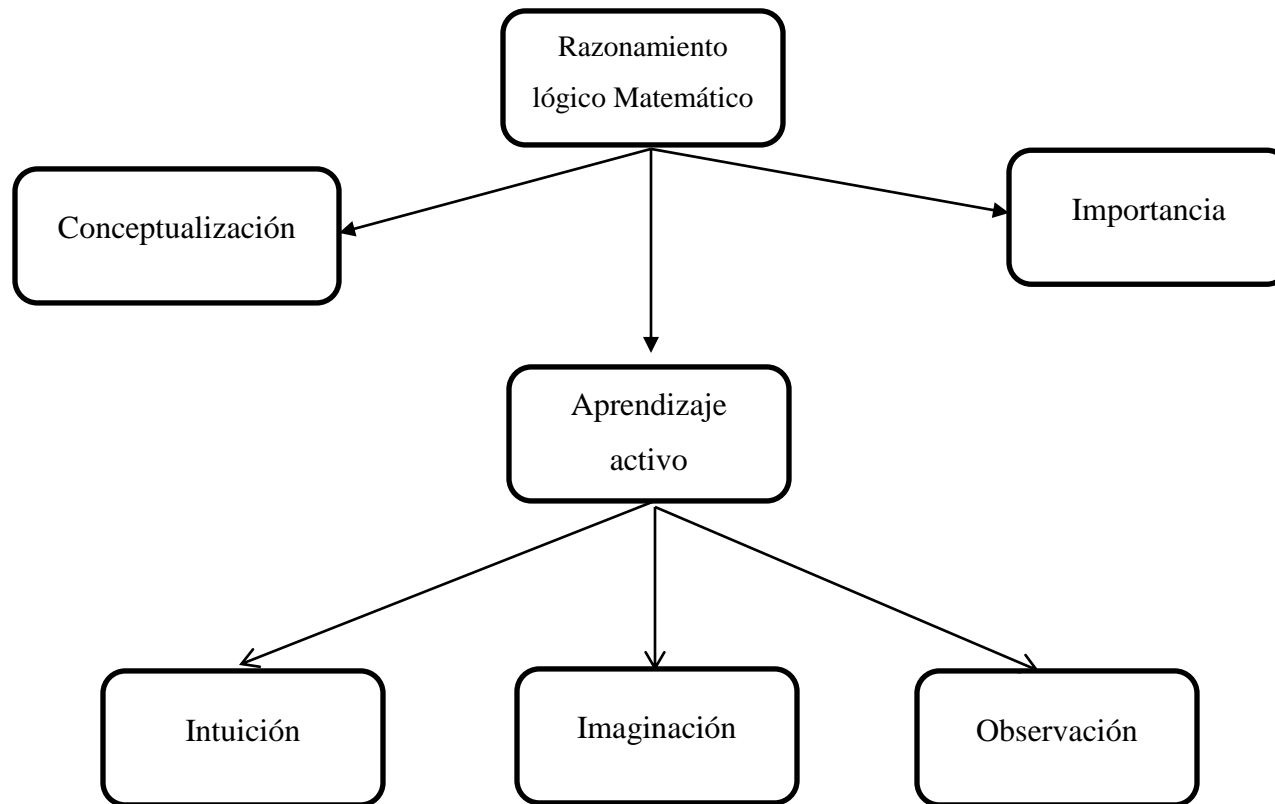 Razonamiento
lógico Matemático
Conceptualización
Importancia
Aprendizaje
activo
Intuición
Imaginación
Observación